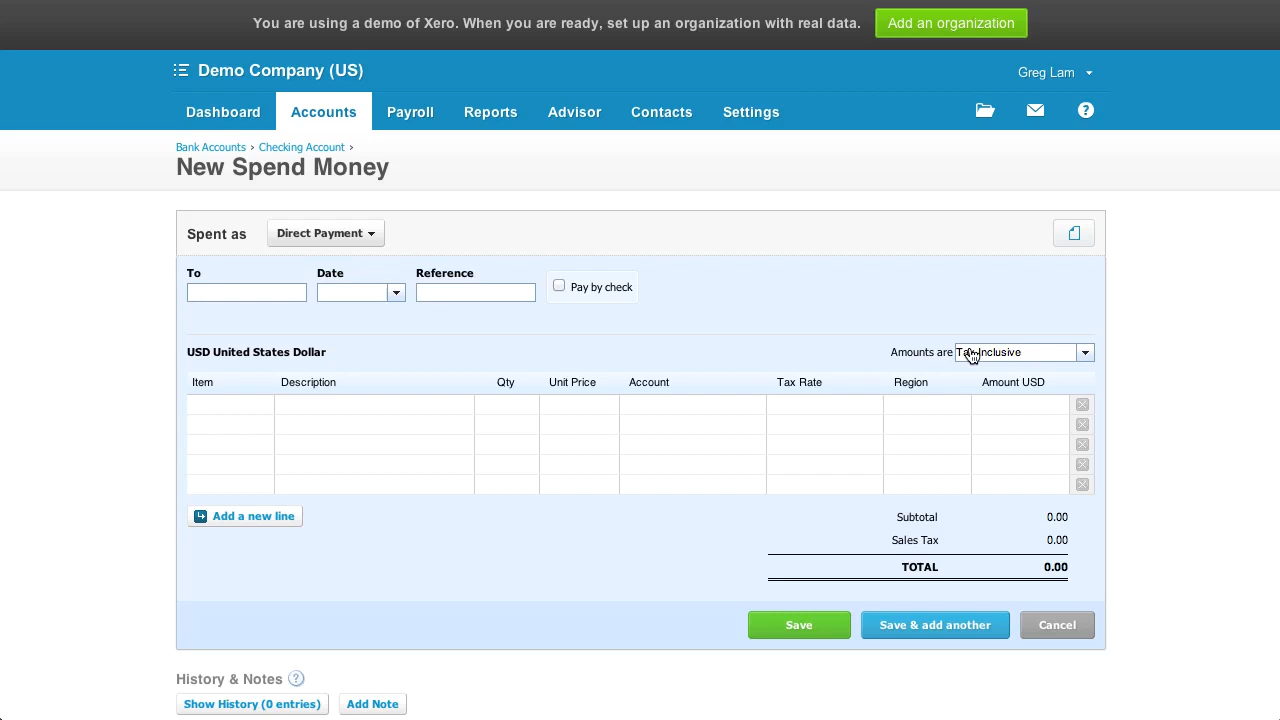 You are using a demo of Xero. When you are ready, set up an organization with real data. Add an organization
Demo Company (US) Greg Lam
Dashboard Accounts Payroll Reports Advisor Contacts Settings ?
Bank Accounts › Checking Account ›
New Spend Money
Spent as Direct Payment
To Date Reference
Pay by check
USD United States Dollar Amounts are Tax Inclusive
Item Description Qty Unit Price Account Tax Rate Region Amount USD
Add a new line
Subtotal 0.00
Sales Tax 0.00
TOTAL 0.00
Save Save & add another Cancel
History & Notes ?
Show History (0 entries) Add Note